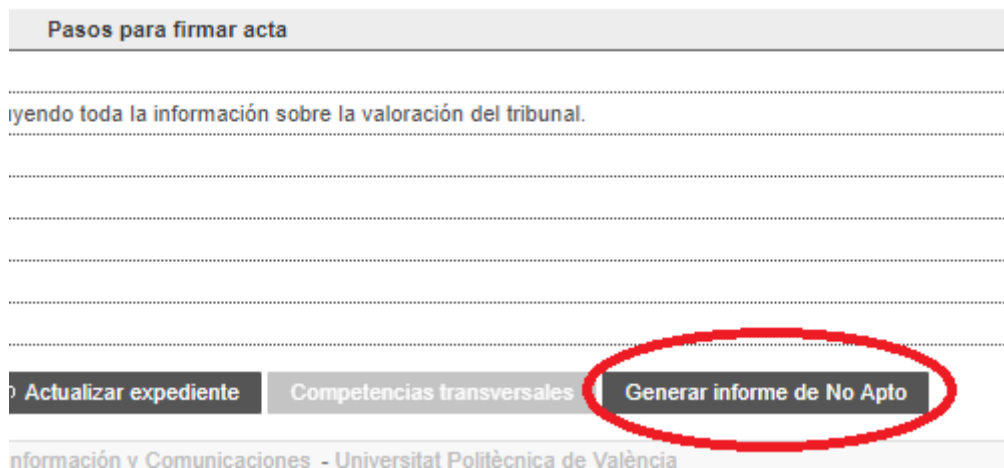 Pasos para firmar acta
yendo toda la información sobre la valoración del tribunal.
Actualizar expediente
Competencias transversales
Generar informe de No Apto
nformación y Comunicaciones - Universitat Politècnica de València